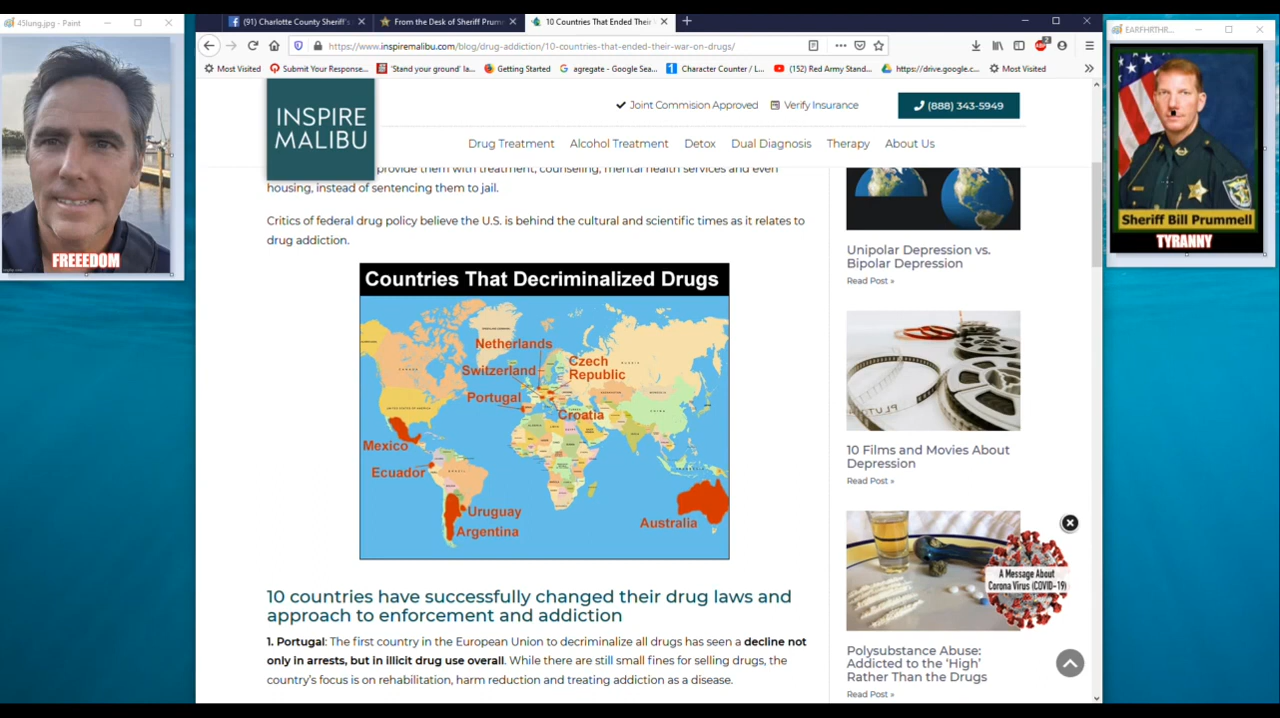 45lung.jpg - Paint
FREEEDOM
(91) Charlotte County Sheriff's
From the Desk of Sheriff Prum
10 Countries That Ended Their
https://www.inspiremalibu.com/blog/drug-addiction/10-countries-that-ended-their-war-on-drugs/
Most Visited
Submit Your Response...
'Stand your ground' la...
Getting Started
agregate - Google Sea...
Character Counter / L...
(152) Red Army Stand...
https://drive.google.c...
Most Visited
INSPIRE
MALIBU
Joint Commision Approved
Verify Insurance
(888) 343-5949
Drug Treatment
Alcohol Treatment
Detox
Dual Diagnosis
Therapy
About Us
provide them with treatment, counseling, mental health services and even
housing, instead of sentencing them to jail.
Critics of federal drug policy believe the U.S. is behind the cultural and scientific times as it relates to
drug addiction.
Countries That Decriminalized Drugs
Netherlands
Switzerland
Czech
Republic
Portugal
Croatia
Mexico
Ecuador
Uruguay
Argentina
Australia
10 countries have successfully changed their drug laws and
approach to enforcement and addiction
1. Portugal: The first country in the European Union to decriminalize all drugs has seen a decline not
only in arrests, but in illicit drug use overall. While there are still small fines for selling drugs, the
country's focus is on rehabilitation, harm reduction and treating addiction as a disease.
Unipolar Depression vs.
Bipolar Depression
Read Post »
10 Films and Movies About
Depression
Read Post »
A Message About
Corona Virus (COVID-19)
Polysubstance Abuse:
Addicted to the 'High'
Rather Than the Drugs
Read Post »
EARFHRTHR...
Sheriff Bill Prummell
TYRANNY